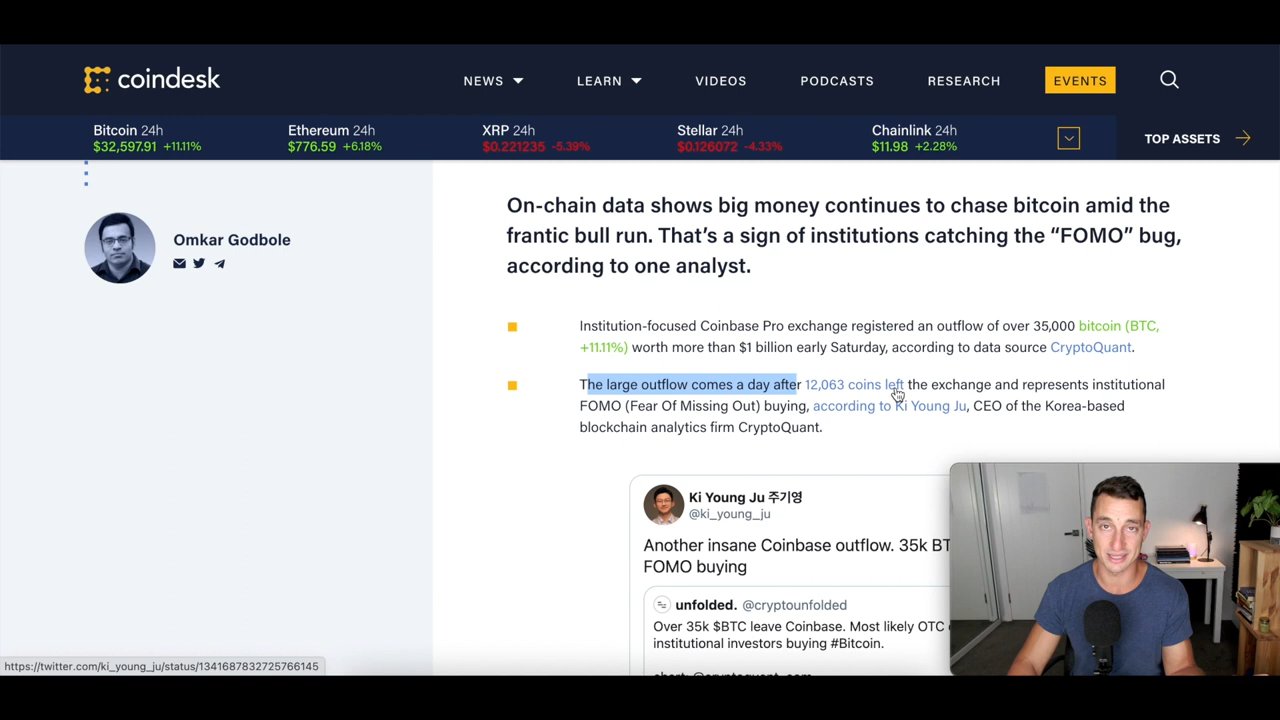 coindesk
NEWS LEARN VIDEOS PODCASTS RESEARCH EVENTS
Bitcoin 24h
$32,597.91 +11.11%
Ethereum 24h
$776.59 +6.18%
XRP 24h
$0.221235 -5.39%
Stellar 24h
$0.126072 -4.33%
Chainlink 24h
$11.98 +2.28%
TOP ASSETS
Omkar Godbole
On-chain data shows big money continues to chase bitcoin amid the
frantic bull run. That’s a sign of institutions catching the “FOMO” bug,
according to one analyst.
Institution-focused Coinbase Pro exchange registered an outflow of over 35,000 bitcoin (BTC,
+11.11%) worth more than $1 billion early Saturday, according to data source CryptoQuant.
The large outflow comes a day after 12,063 coins left the exchange and represents institutional
FOMO (Fear Of Missing Out) buying, according to Ki Young Ju, CEO of the Korea-based
blockchain analytics firm CryptoQuant.
Ki Young Ju 주기영
@ki_young_ju
Another insane Coinbase outflow. 35k BT
FOMO buying
unfolded. @cryptounfolded
Over 35k $BTC leave Coinbase. Most likely OTC
institutional investors buying #Bitcoin.
https://twitter.com/ki_young_ju/status/1341687832725766145